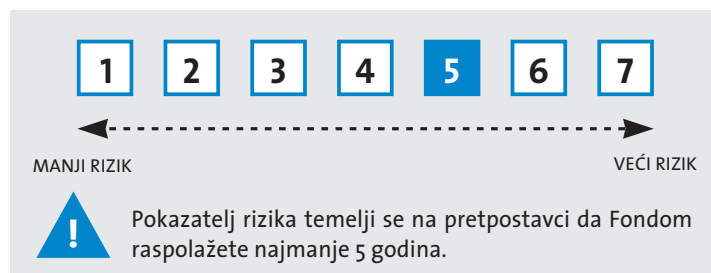 1 2 3 4 5 6 7
MANJI RIZIK VEĆI RIZIK
! Pokazatelj rizika temelji se na pretpostavci da Fondom
raspolažete najmanje 5 godina.